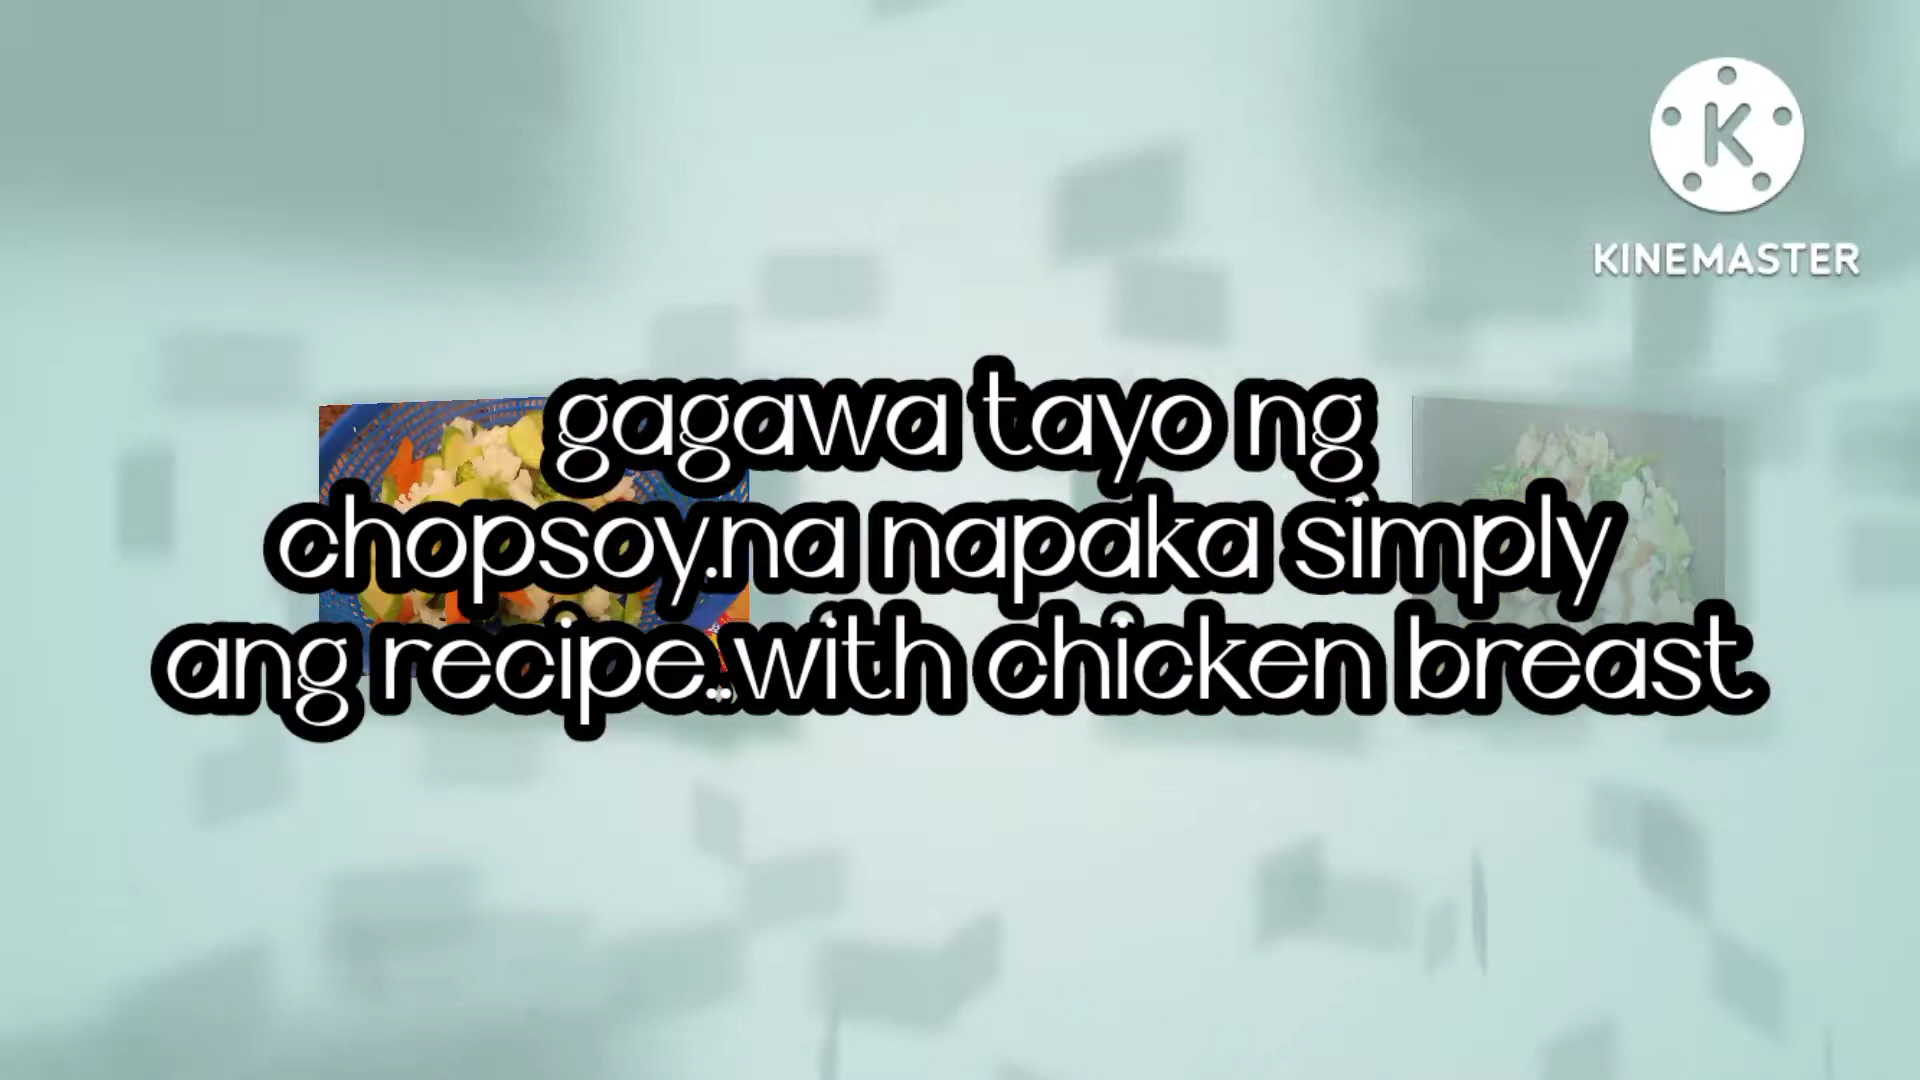 KINEMASTER
gagawa tayo ng
chopsoy.na napaka simply
ang recipe..with chicken breast